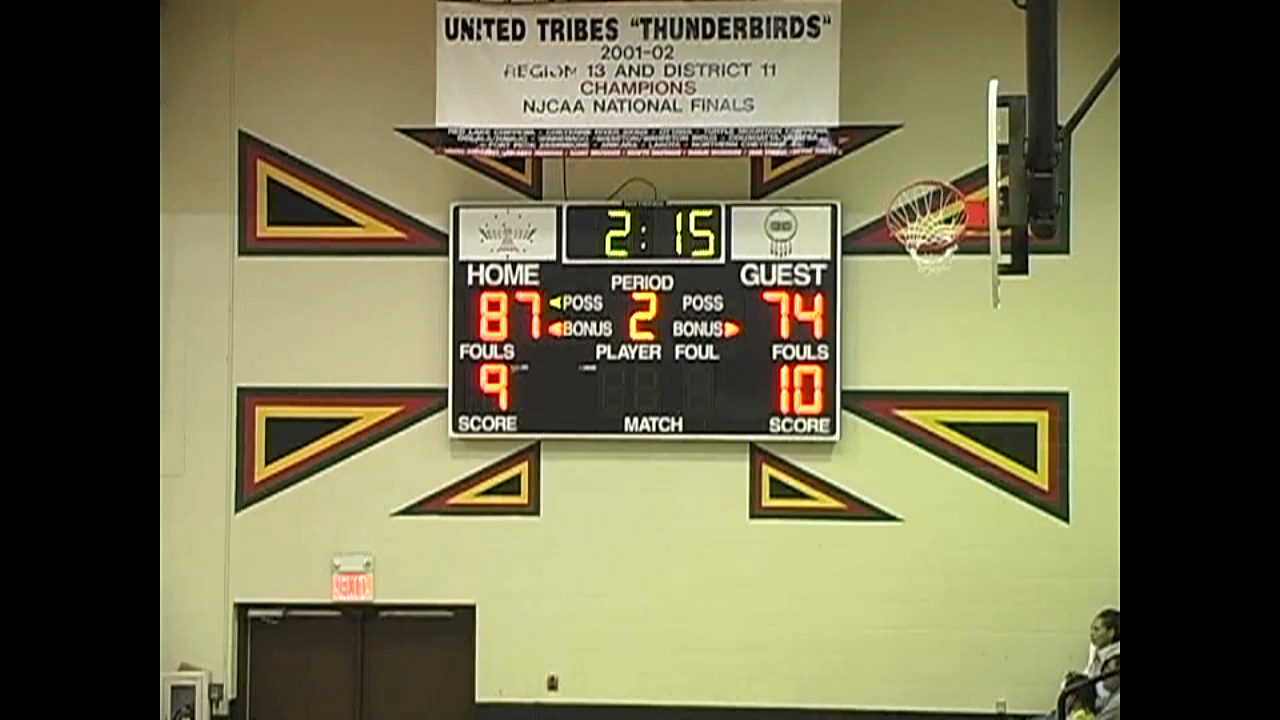 UNITED TRIBES "THUNDERBIRDS"
2001-02
REGION 13 AND DISTRICT 11
CHAMPIONS
NJCAA NATIONAL FINALS
2:15
HOME PERIOD GUEST
87 POSS 2 POSS 74
BONUS BONUS
FOULS PLAYER FOUL FOULS
9 10
SCORE MATCH SCORE
EXIT